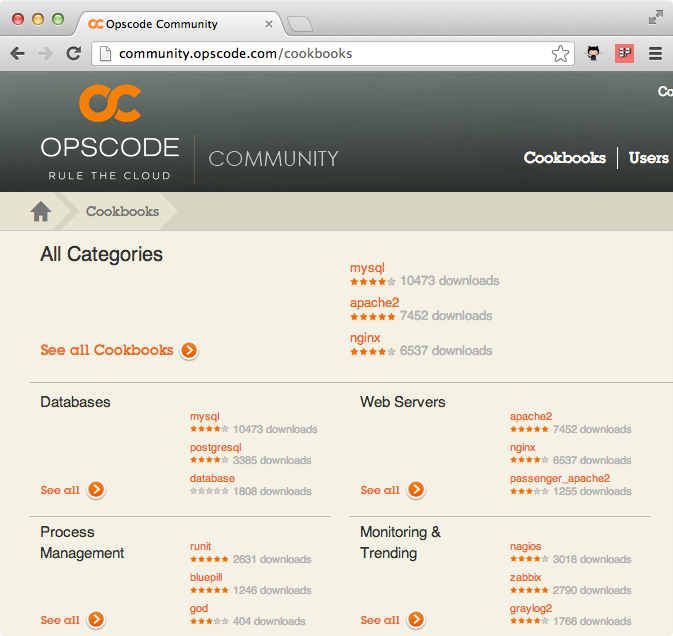 Opscode Community
community.opscode.com/cookbooks
OC
OPSCODE
RULE THE CLOUD
COMMUNITY
Cookbooks
Users
Cookbooks
All Categories
mysql
10473 downloads
apache2
7452 downloads
nginx
6537 downloads
See all Cookbooks
Databases
mysql
10473 downloads
postgresql
3385 downloads
database
1808 downloads
See all
Web Servers
apache2
7452 downloads
nginx
6537 downloads
passenger_apache2
1255 downloads
See all
Process
Management
runit
2631 downloads
bluepill
1246 downloads
god
404 downloads
See all
Monitoring &
Trending
nagios
3018 downloads
zabbix
2790 downloads
graylog2
1766 downloads
See all